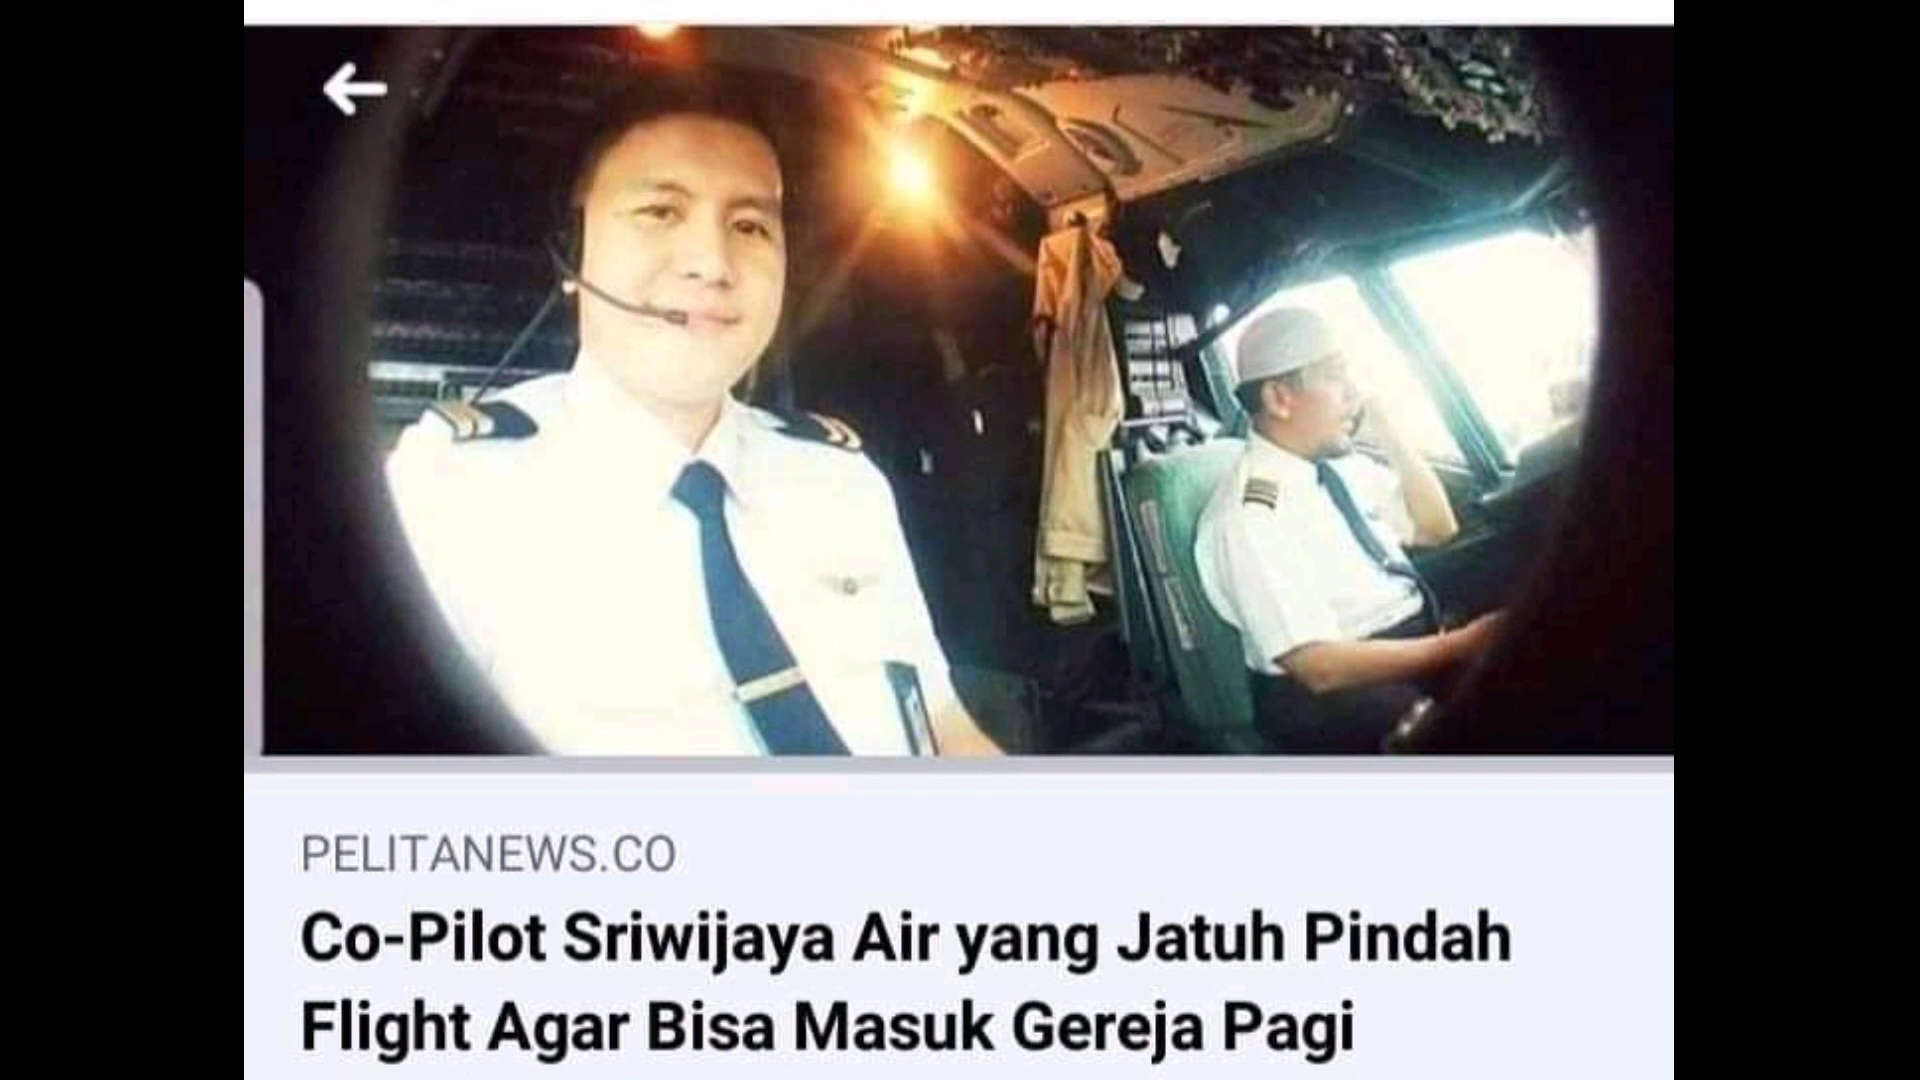 PELITANEWS.CO
Co-Pilot Sriwijaya Air yang Jatuh Pindah
Flight Agar Bisa Masuk Gereja Pagi